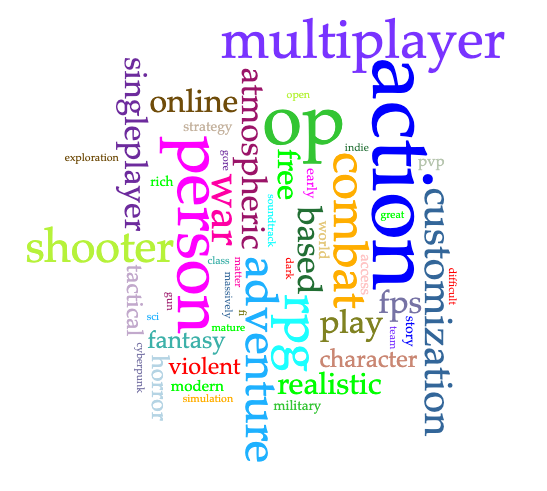 multiplayer
singleplayer
atmospheric
action
online
open
op
strategy
indie
exploration
person
gore
free
early
combat
pvp
rich
war
soundtrack
based
world
great
customization
shooter
class
matter
dark
access
difficult
tactical
gun
massively
adventure
rpg
fps
sci
fi
play
story
team
mature
fantasy
cyberpunk
horror
violent
character
modern
realistic
simulation
military